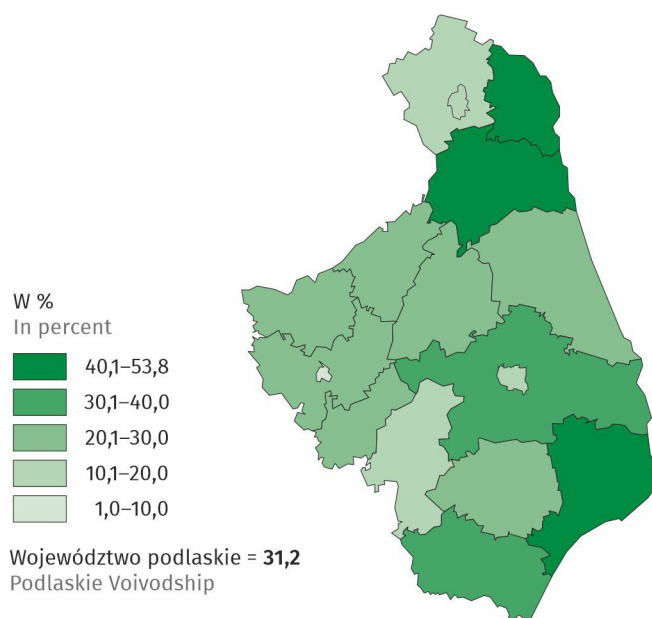 W %
In percent
40,1–53,8
30,1–40,0
20,1–30,0
10,1–20,0
1,0–10,0
Województwo podlaskie = 31,2
Podlaskie Voivodship